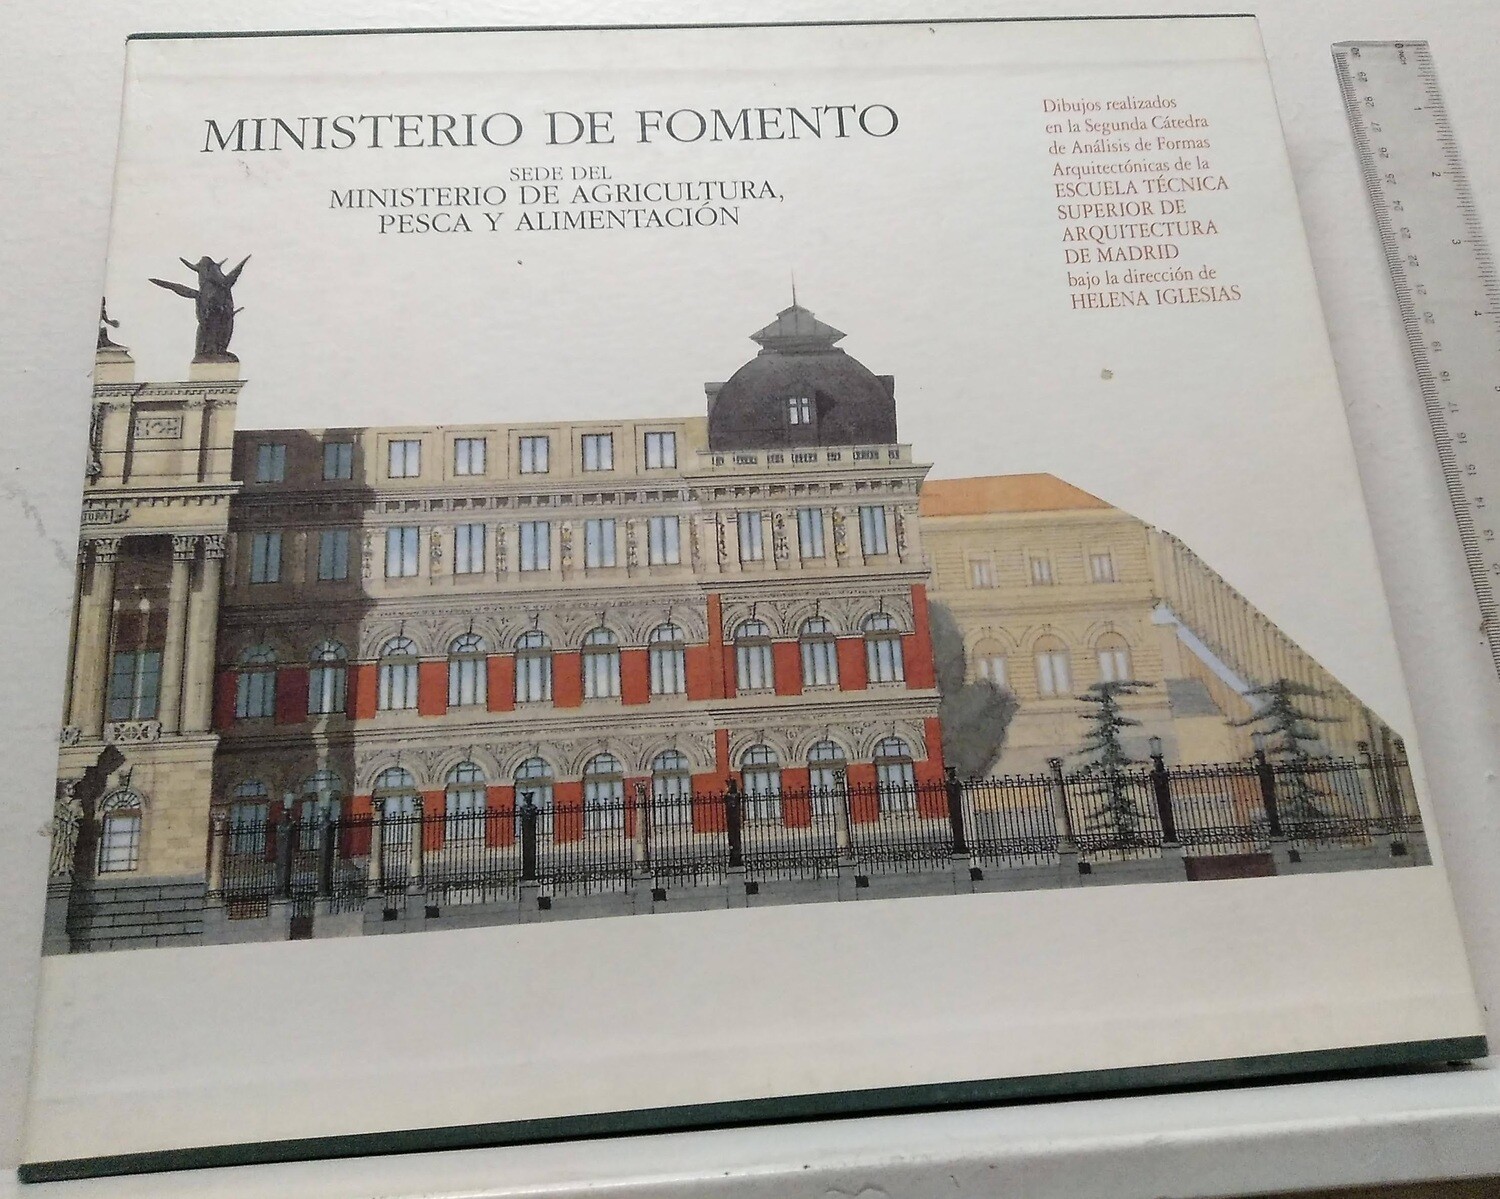 MINISTERIO DE FOMENTO
SEDE DEL
MINISTERIO DE AGRICULTURA,
PESCA Y ALIMENTACIÓN
Dibujos realizados
en la Segunda Cátedra
de Análisis de Formas
Arquitectónicas de la
ESCUELA TÉCNICA
SUPERIOR DE
ARQUITECTURA
DE MADRID
bajo la dirección de
HELENA IGLESIAS